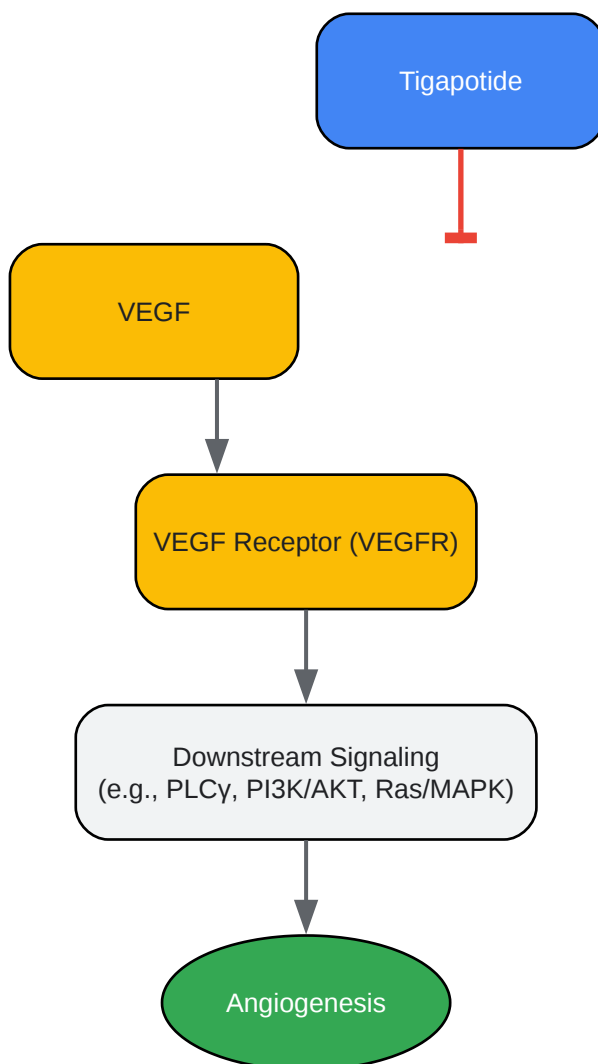 Tigapotide
VEGF
VEGF Receptor (VEGFR)
Downstream Signaling
(e.g., PLCγ, PI3K/AKT, Ras/MAPK)
Angiogenesis